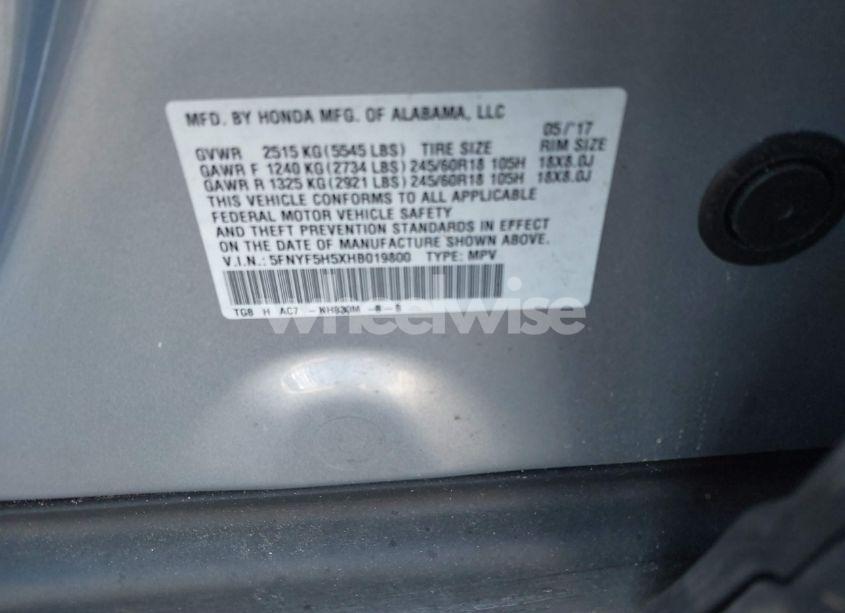 MFD. BY HONDA MFG. OF ALABAMA, LLC
05/'17
GVWR 2515 KG (5545 LBS) TIRE SIZE RIM SIZE
GAWR F 1240 KG (2734 LBS) 245/60R18 105H 18X8.0J
GAWR R 1325 KG (2921 LBS) 245/60R18 105H 18X8.0J
THIS VEHICLE CONFORMS TO ALL APPLICABLE
FEDERAL MOTOR VEHICLE SAFETY
AND THEFT PREVENTION STANDARDS IN EFFECT
ON THE DATE OF MANUFACTURE SHOWN ABOVE.
V.I.N.: 5FNYF5H5XHB019800 TYPE: MPV
TG8 H AC7 - NH830M -B-B
wheelwise